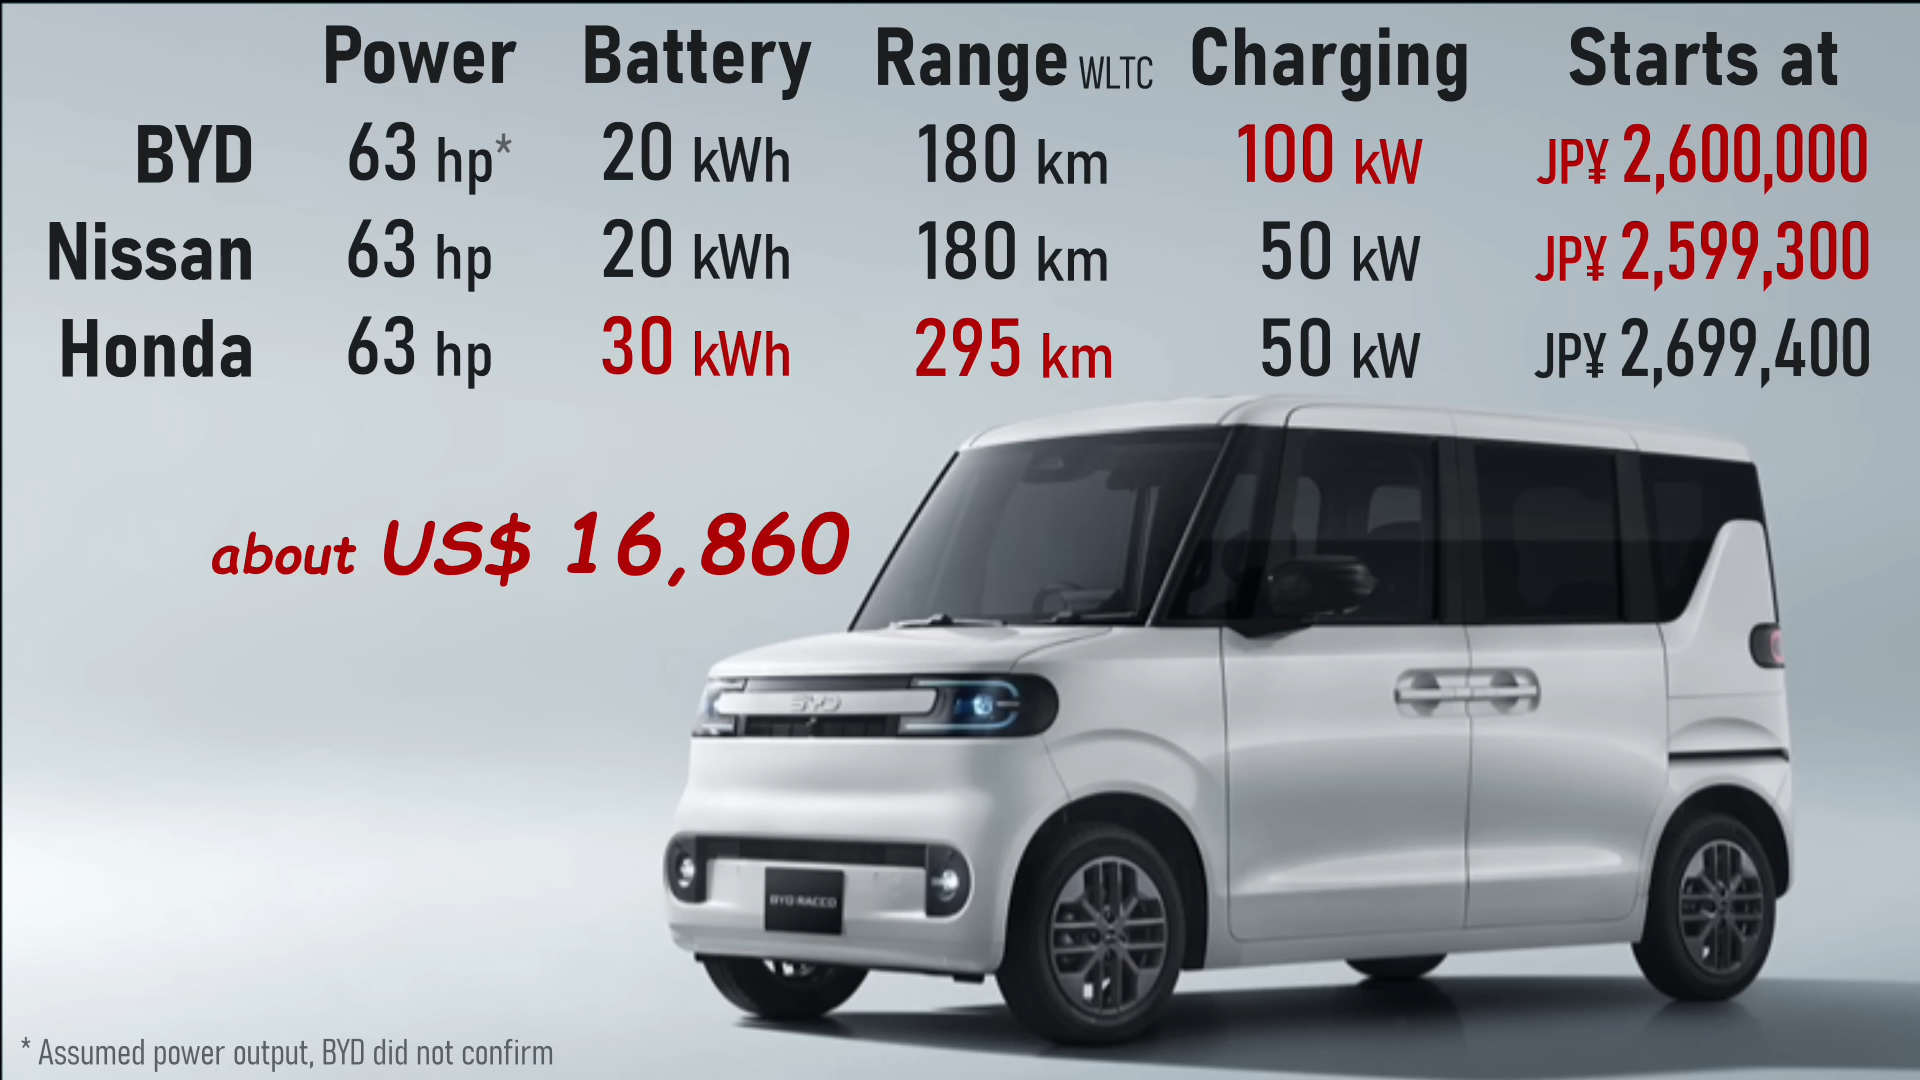 Power Battery Range WLTC Charging Starts at
BYD 63 hp* 20 kWh 180 km 100 kW JP¥ 2,600,000
Nissan 63 hp 20 kWh 180 km 50 kW JP¥ 2,599,300
Honda 63 hp 30 kWh 295 km 50 kW JP¥ 2,699,400
about US$ 16,860
BYD
BYD RACCO
* Assumed power output, BYD did not confirm